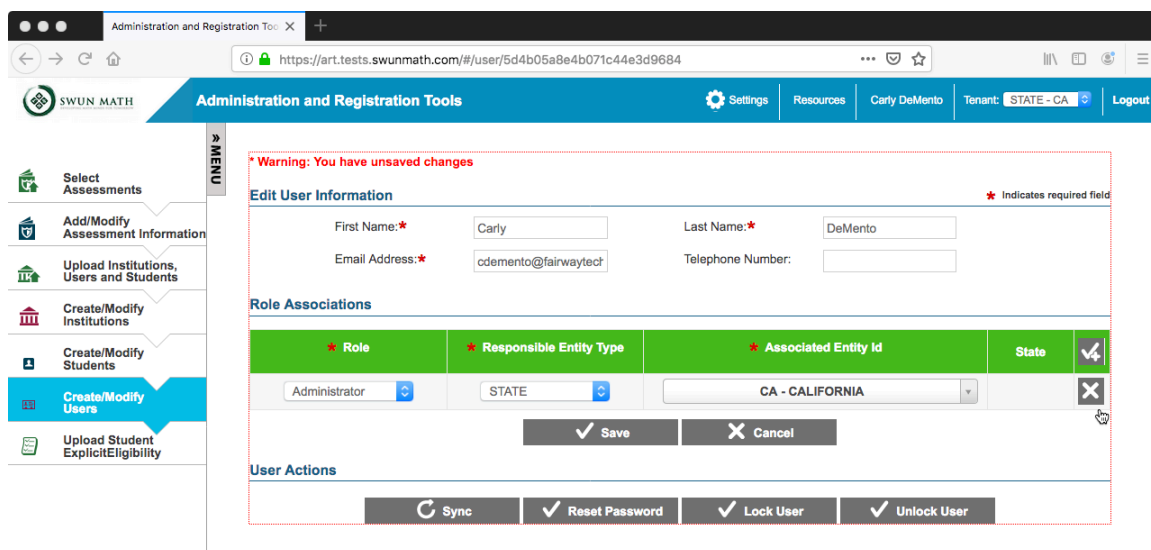 Administration and Registration Too
https://art.tests.swunmath.com/#/user/5d4b05a8e4b071c44e3d9684
SWUN MATH
Administration and Registration Tools
Settings
Resources
Carly DeMento
Tenant: STATE - CA
Logout
» MENU
Select
Assessments
Add/Modify
Assessment Information
Upload Institutions,
Users and Students
Create/Modify
Institutions
Create/Modify
Students
Create/Modify
Users
Upload Student
ExplicitEligibility
* Warning: You have unsaved changes
Edit User Information
* Indicates required field
First Name:* Carly
Last Name:* DeMento
Email Address:* cdemento@fairwaytech
Telephone Number:
Role Associations
* Role
* Responsible Entity Type
* Associated Entity Id
State
Administrator
STATE
CA - CALIFORNIA
Save
Cancel
User Actions
Sync
Reset Password
Lock User
Unlock User